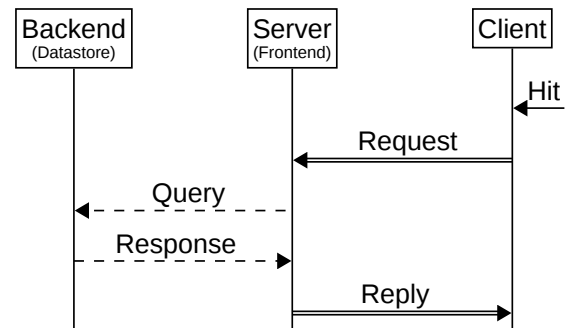 Backend
(Datastore)
Server
(Frontend)
Client
Hit
Request
Query
Response
Reply